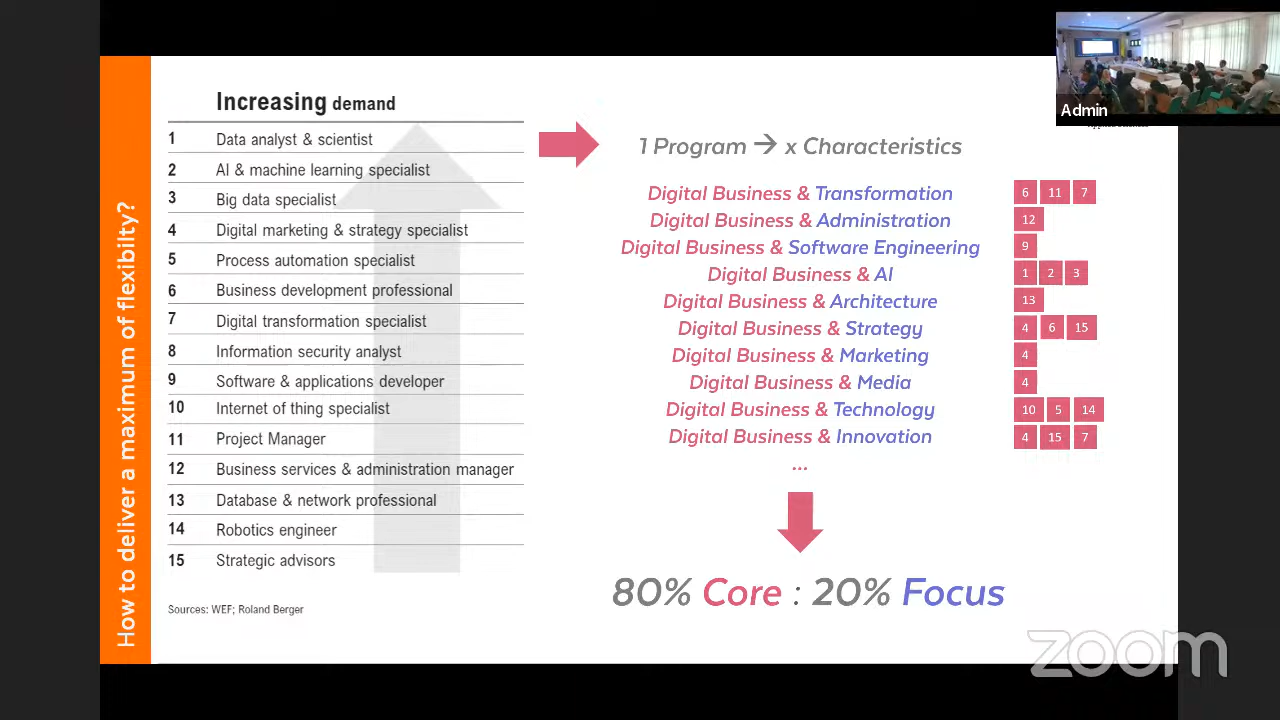 Admin
How to deliver a maximum of flexibilty?
Increasing demand
1 Data analyst & scientist
2 AI & machine learning specialist
3 Big data specialist
4 Digital marketing & strategy specialist
5 Process automation specialist
6 Business development professional
7 Digital transformation specialist
8 Information security analyst
9 Software & applications developer
10 Internet of thing specialist
11 Project Manager
12 Business services & administration manager
13 Database & network professional
14 Robotics engineer
15 Strategic advisors
Sources: WEF; Roland Berger
1 Program → x Characteristics
Digital Business & Transformation 6 11 7
Digital Business & Administration 12
Digital Business & Software Engineering 9
Digital Business & AI 1 2 3
Digital Business & Architecture 13
Digital Business & Strategy 4 6 15
Digital Business & Marketing 4
Digital Business & Media 4
Digital Business & Technology 10 5 14
Digital Business & Innovation 4 15 7
...
80% Core : 20% Focus
zoom